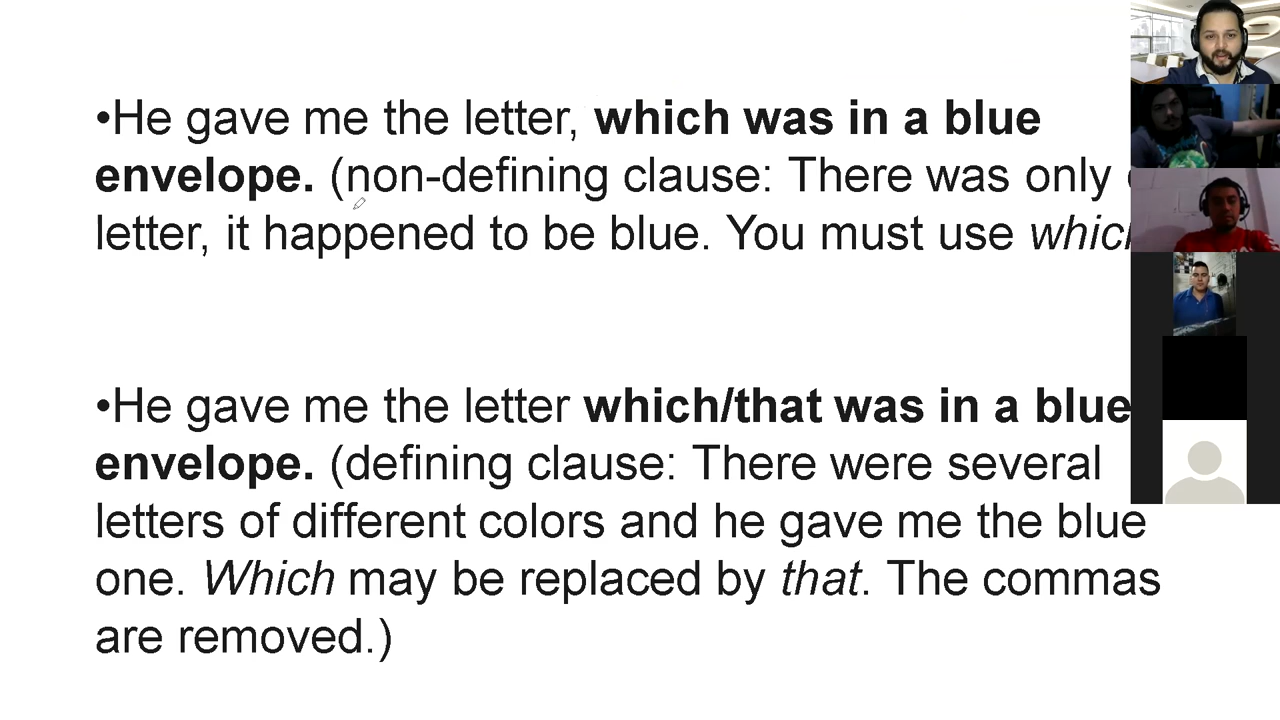 •He gave me the letter, which was in a blue
envelope. (non-defining clause: There was only
letter, it happened to be blue. You must use
•He gave me the letter which/that was in a blue
envelope. (defining clause: There were several
letters of different colors and he gave me the blue
one. Which may be replaced by that. The commas
are removed.)